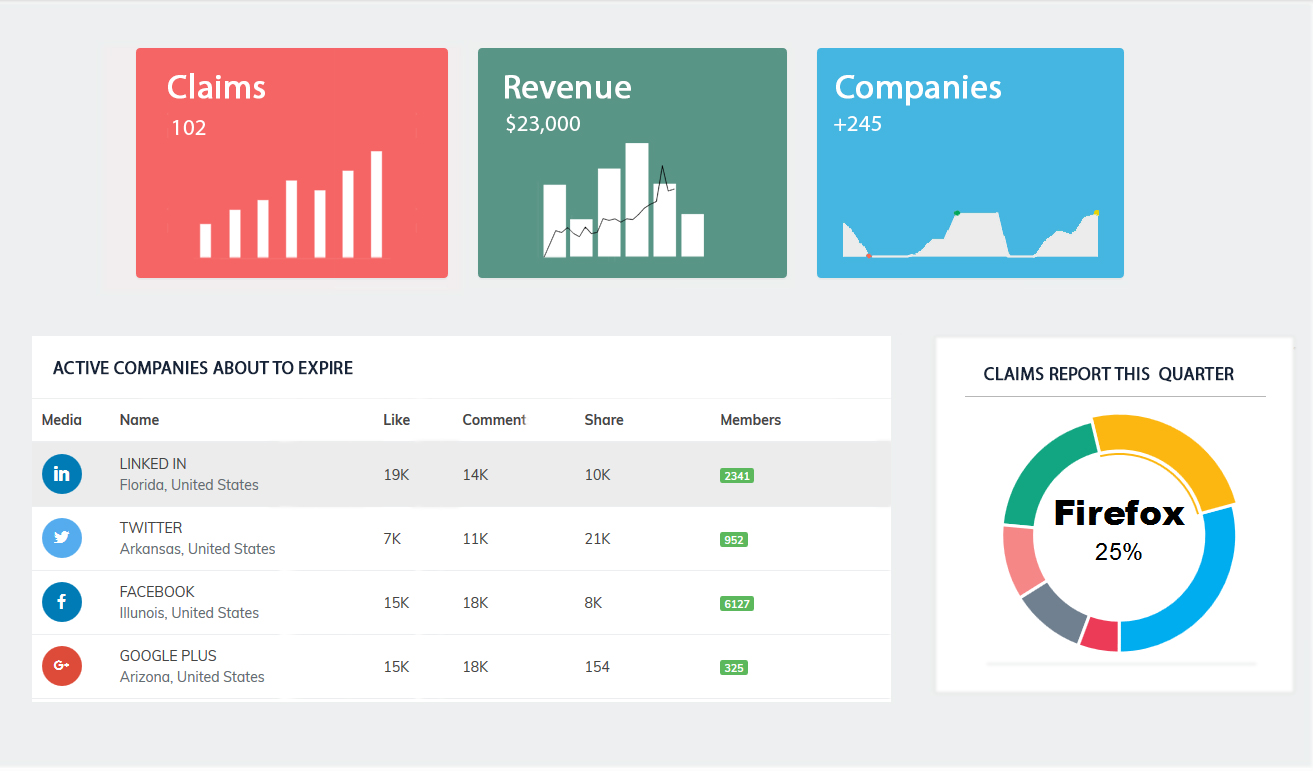 Claims
102
Revenue
$23,000
Companies
+245
ACTIVE COMPANIES ABOUT TO EXPIRE
Media Name Like Comment Share Members
in LINKED IN 19K 14K 10K 2341
Florida, United States
TWITTER 7K 11K 21K 952
Arkansas, United States
f FACEBOOK 15K 18K 8K 6127
Illunois, United States
G+ GOOGLE PLUS 15K 18K 154 325
Arizona, United States
CLAIMS REPORT THIS QUARTER
Firefox
25%